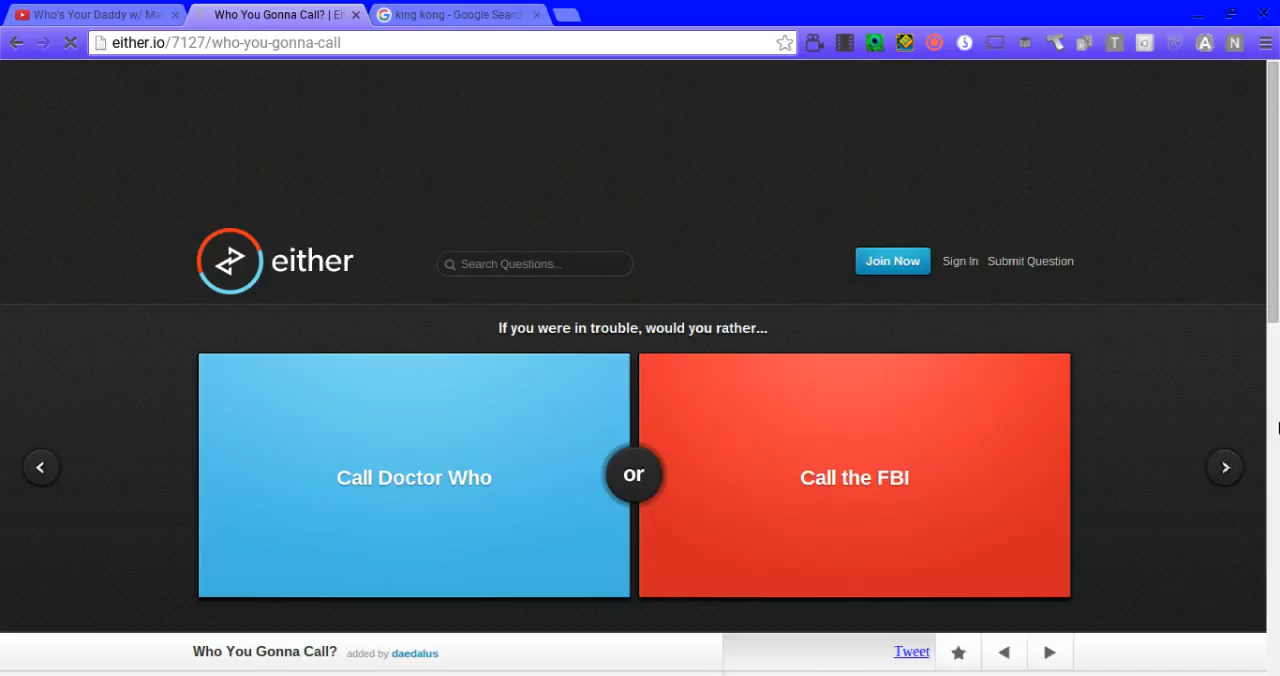 Who's Your Daddy w/ Ma
Who You Gonna Call? | Eit
king kong - Google Search
either.io/7127/who-you-gonna-call
either
Search Questions...
Join Now
Sign In
Submit Question
If you were in trouble, would you rather...
Call Doctor Who
or
Call the FBI
Who You Gonna Call? added by daedalus
Tweet